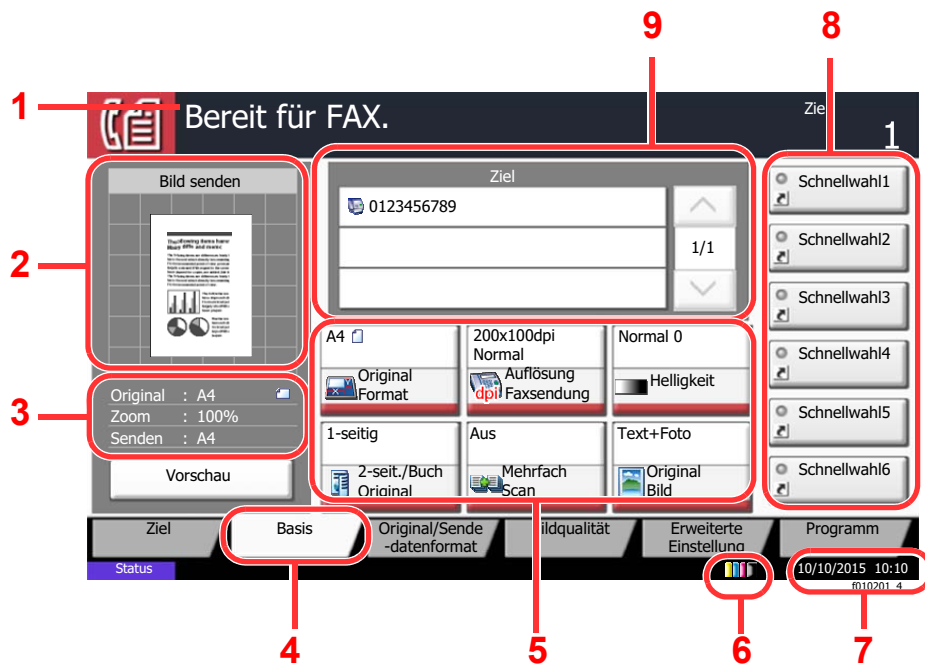 9
8
1
Bereit für FAX.
Zie
1
Bild senden
Ziel
0123456789
1/1
2
3
Original : A4
Zoom : 100%
Senden : A4
Vorschau
A4
Original
Format
200x100dpi
Normal
dpi
Auflösung
Faxsendung
Normal 0
Helligkeit
1-seitig
2-seit./Buch
Original
Aus
Mehrfach
Scan
Text+Foto
Original
Bild
Schnellwahl1
Schnellwahl2
Schnellwahl3
Schnellwahl4
Schnellwahl5
Schnellwahl6
Ziel
Basis
Original/Sende
-datenformat
ildqualität
Erweiterte
Einstellung
Programm
Status
10/10/2015 10:10
f010201_4
4
5
6
7